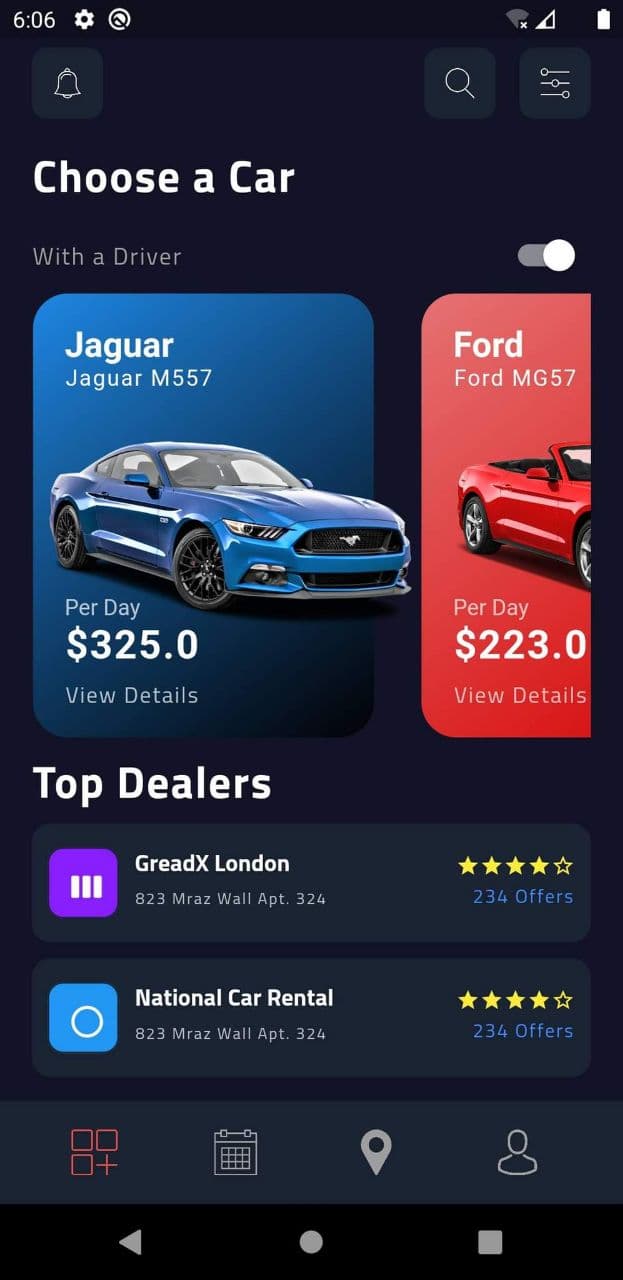 6:06
Choose a Car
With a Driver
Jaguar
Jaguar M557
Per Day
$325.0
View Details
Ford
Ford MG57
Per Day
$223.0
View Details
Top Dealers
GreadX London
823 Mraz Wall Apt. 324
234 Offers
National Car Rental
823 Mraz Wall Apt. 324
234 Offers